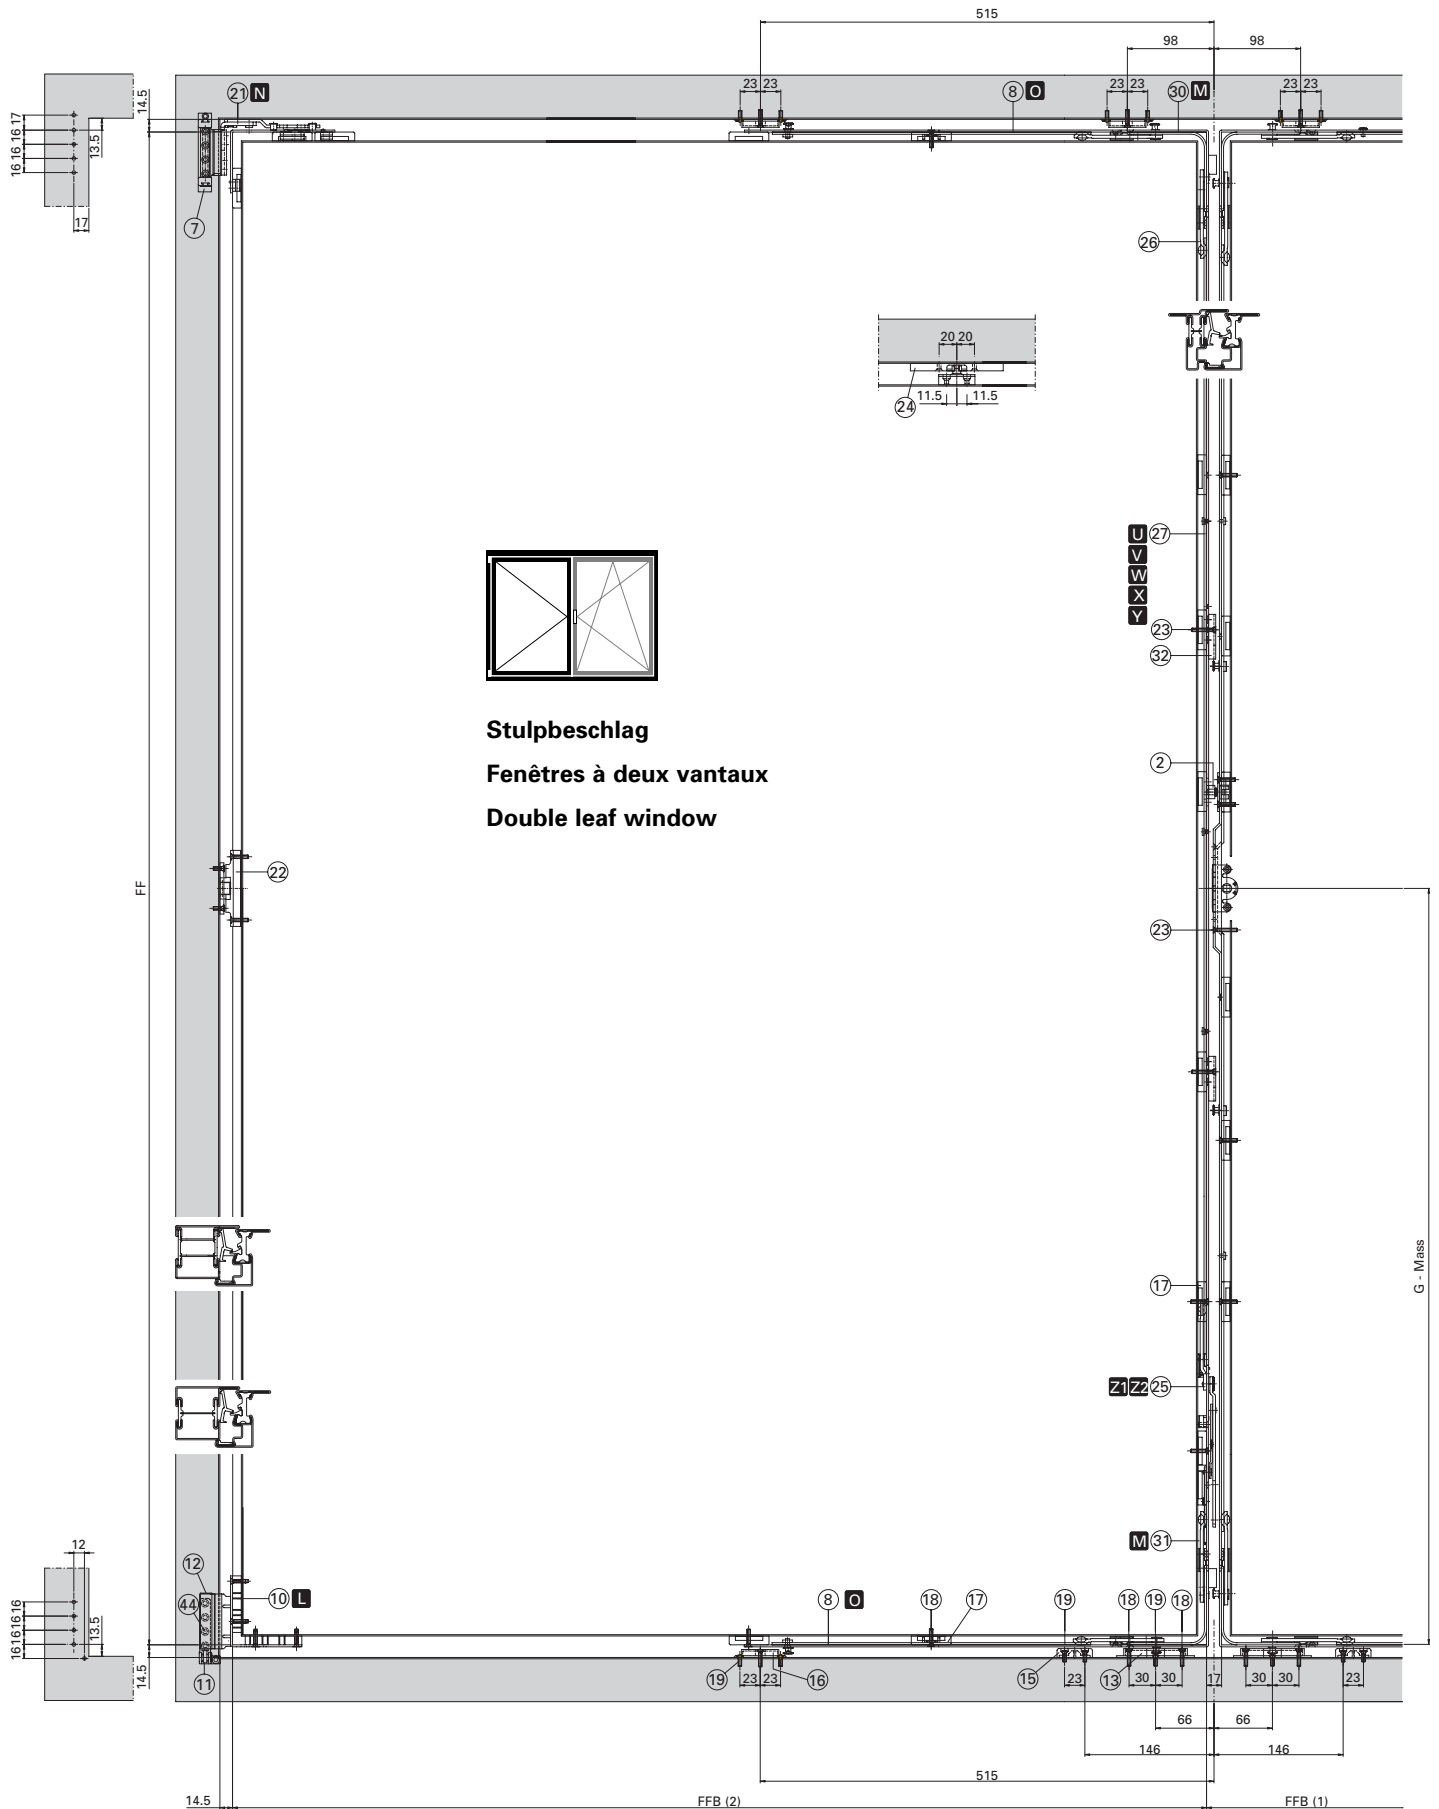 515
98 98
23 23 23 23 23 23
21 N 8 O 30 M
14.5
17
16
16
16
13.5
17
7
26
20 20
11.5 11.5
24
U 27
V
W
X
Y
23
32
Stulpbeschlag
Fenêtres à deux vantaux
Double leaf window
2
FF
22
23
G - Mass
17
Z1 Z2 25
M 31
12
12
44
10 L
16
16
16
16
13.5
14.5
8 O 18 17 19 18 19 18
11
19 23 23 16
15 23 30 13 30 17 30 30 23
66 66
146 146
515
14.5 FFB (2) FFB (1)